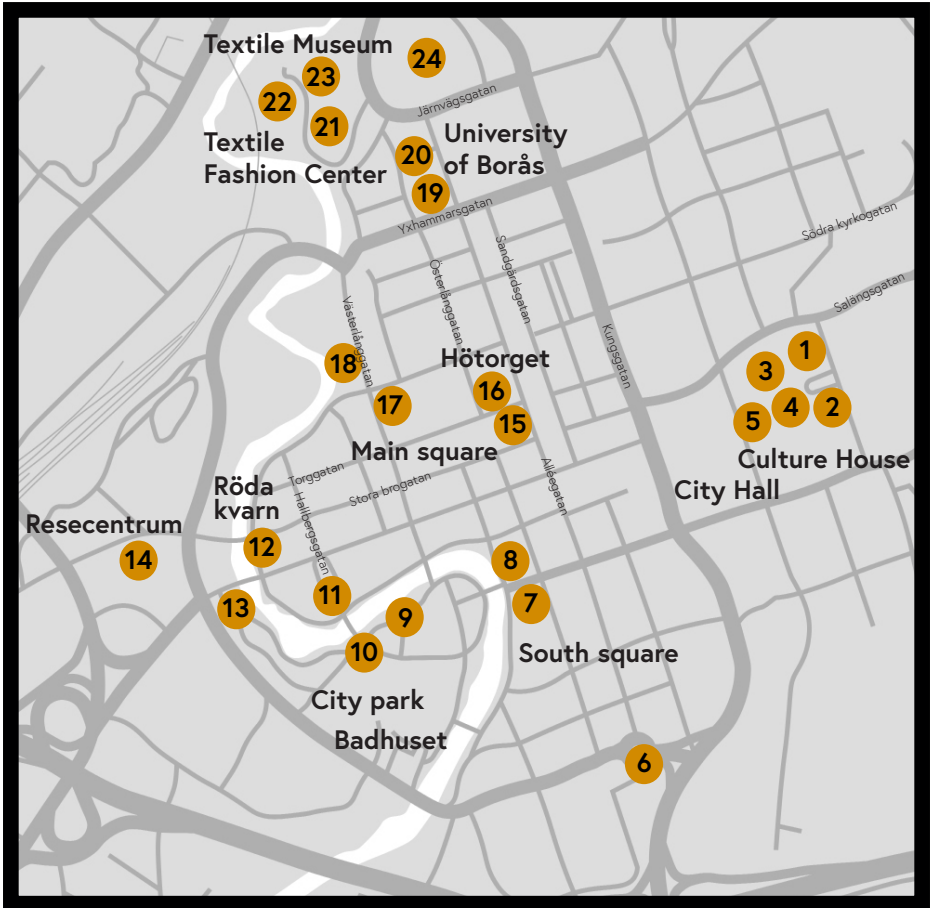 Textile Museum
24
23
22
Järnvägsgatan
21
University
of Borås
Textile
Fashion Center
20
19
Yxhammarsgatan
Södra kyrkogatan
Sandgärdsgatan
Österlånggatan
Salängsgatan
Västerlånggatan
Kungsgatan
Hötorget
1
18
3
16
17
4
2
5
15
Main square
Culture House
City Hall
Torggatan
Stora brogatan
Alléegatan
Röda
kvarn
Hallbergsgatan
Resecentrum
12
14
8
11
7
13
9
10
South square
City park
Badhuset
6